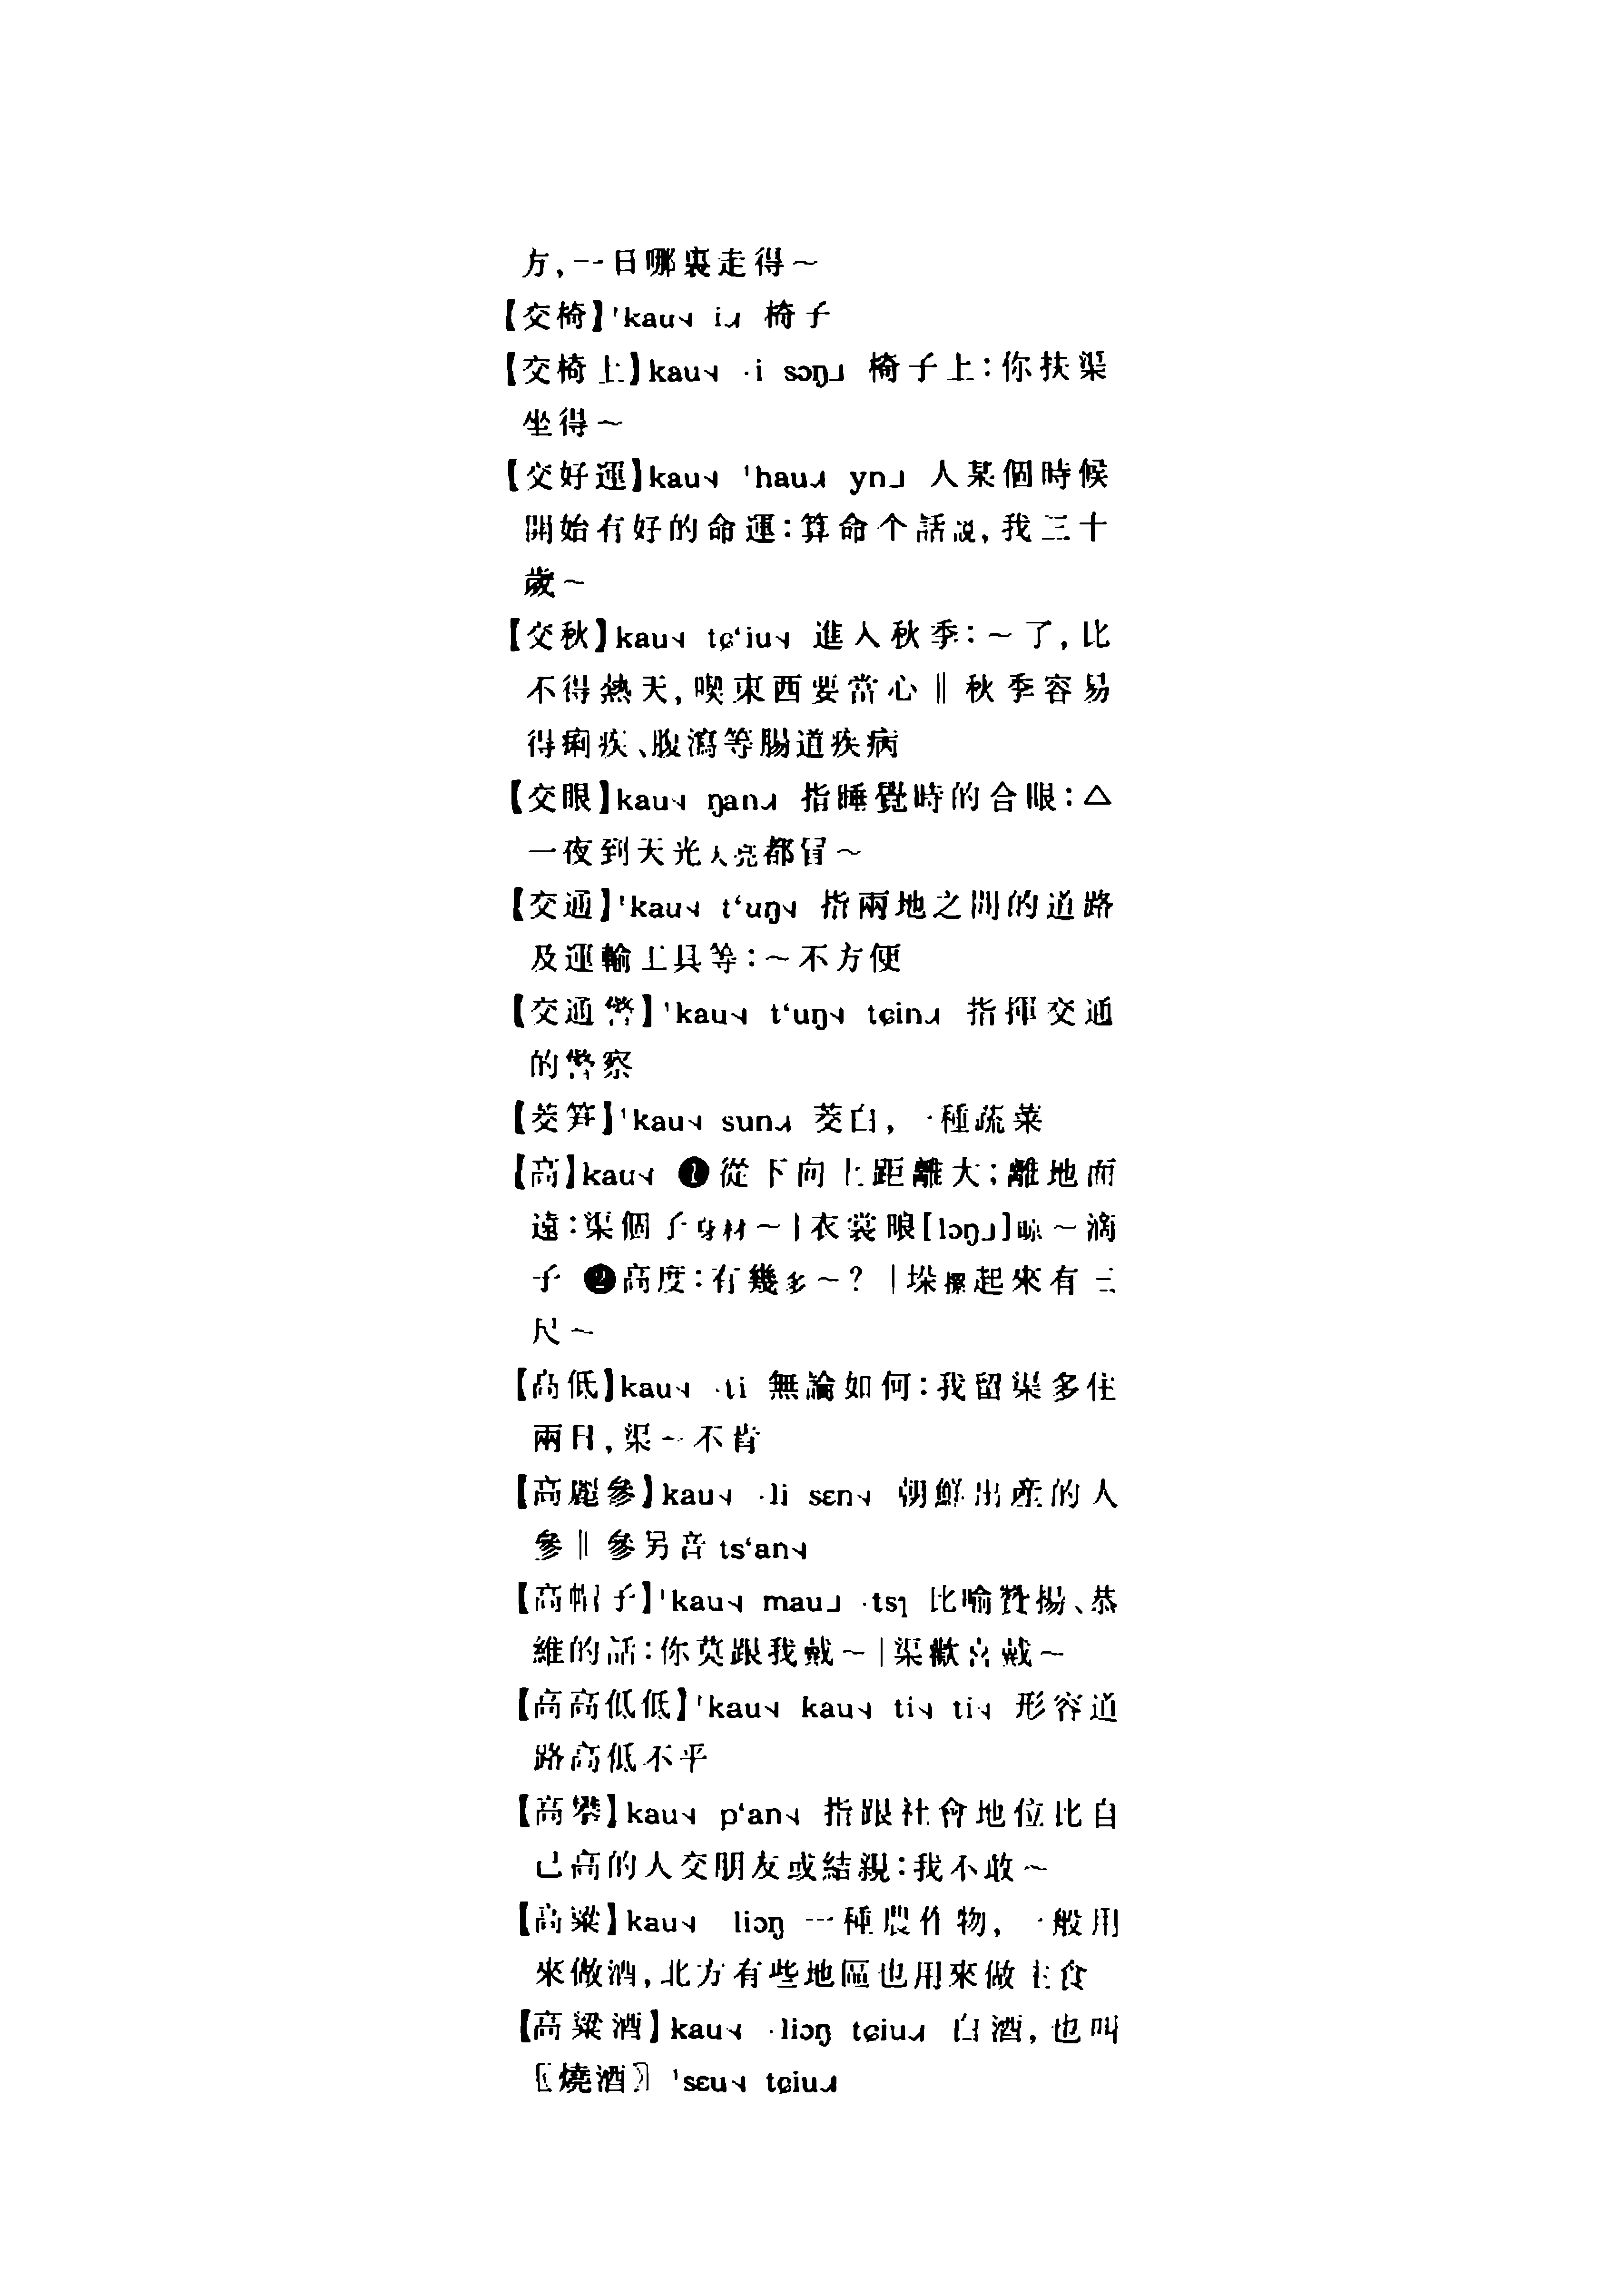 方,一日哪裏走得～
【交椅】ˈkau˧˩ i˩˧ 椅子
【交椅上】kau˧˩ ·i sɔŋ˩ 椅子上:你扶渠
坐得～
【交好運】kau˧˩ ˈhau˩˧ yn˩ 人某個時候
開始有好的命運:算命个話說,我三十
歲～
【交秋】kau˧˩ tɕ‘iu˧˩ 進入秋季:～了,比
不得熱天,喫東西要當心‖秋季容易
得痢疾、腹瀉等腸道疾病
【交眼】kau˧˩ ŋan˩˧ 指睡覺時的合眼:△
一夜到天光天亮都冒～
【交通】ˈkau˧˩ t‘uŋ˧˩ 指兩地之間的道路
及運輸工具等:～不方便
【交通警】ˈkau˧˩ t‘uŋ˧˩ tɕin˩˧ 指揮交通
的警察
【茭笋】ˈkau˧˩ sun˩˧ 茭白,一種蔬菜
【高】kau˧˩ ❶從下向上距離大;離地面
遠:渠個子身材～|衣裳眼[lɔŋ˩]晾～滴
子 ❷高度:有幾多～? |垛摞起來有三
尺～
【高低】kau˧˩ ·ti 無論如何:我留渠多住
兩日,渠～不肯
【高麗參】kau˧˩ ·li sɛn˧˩ 朝鮮出產的人
參‖參另音 ts‘an˧˩
【高帽子】ˈkau˧˩ mau˩ ·tsɿ 比喻贊揚、恭
維的話:你莫跟我戴～|渠歡喜戴～
【高高低低】ˈkau˧˩ kau˧˩ ti˧˩ ti˧˩ 形容道
路高低不平
【高攀】kau˧˩ p‘an˧˩ 指跟社會地位比自
己高的人交朋友或結親:我不敢～
【高粱】kau˧˩ liɔŋ 一種農作物,一般用
來做酒,北方有些地區也用來做主食
【高粱酒】kau˧˩ ·liɔŋ tɕiu˩˧ 白酒,也叫
〖燒酒〗 ˈsɛu˧˩ tɕiu˩˧